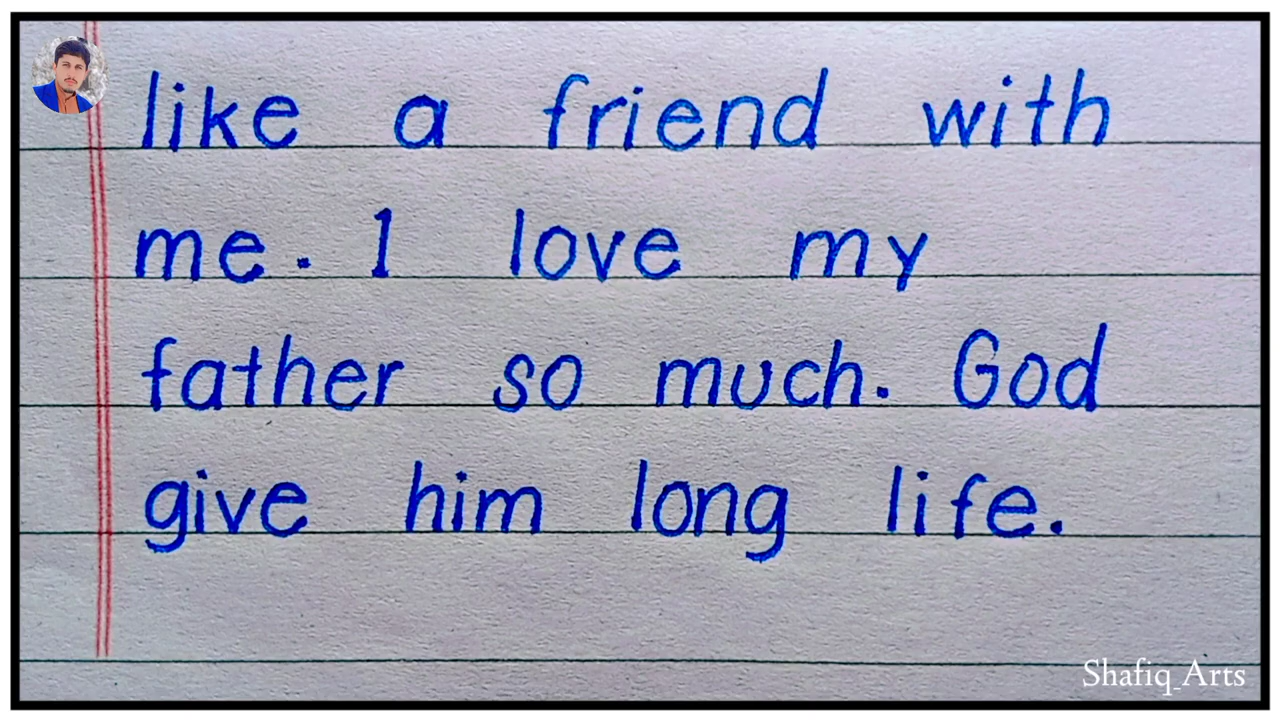 like a friend with
me. I love my
father so much. God
give him long life.
Shafiq_Arts